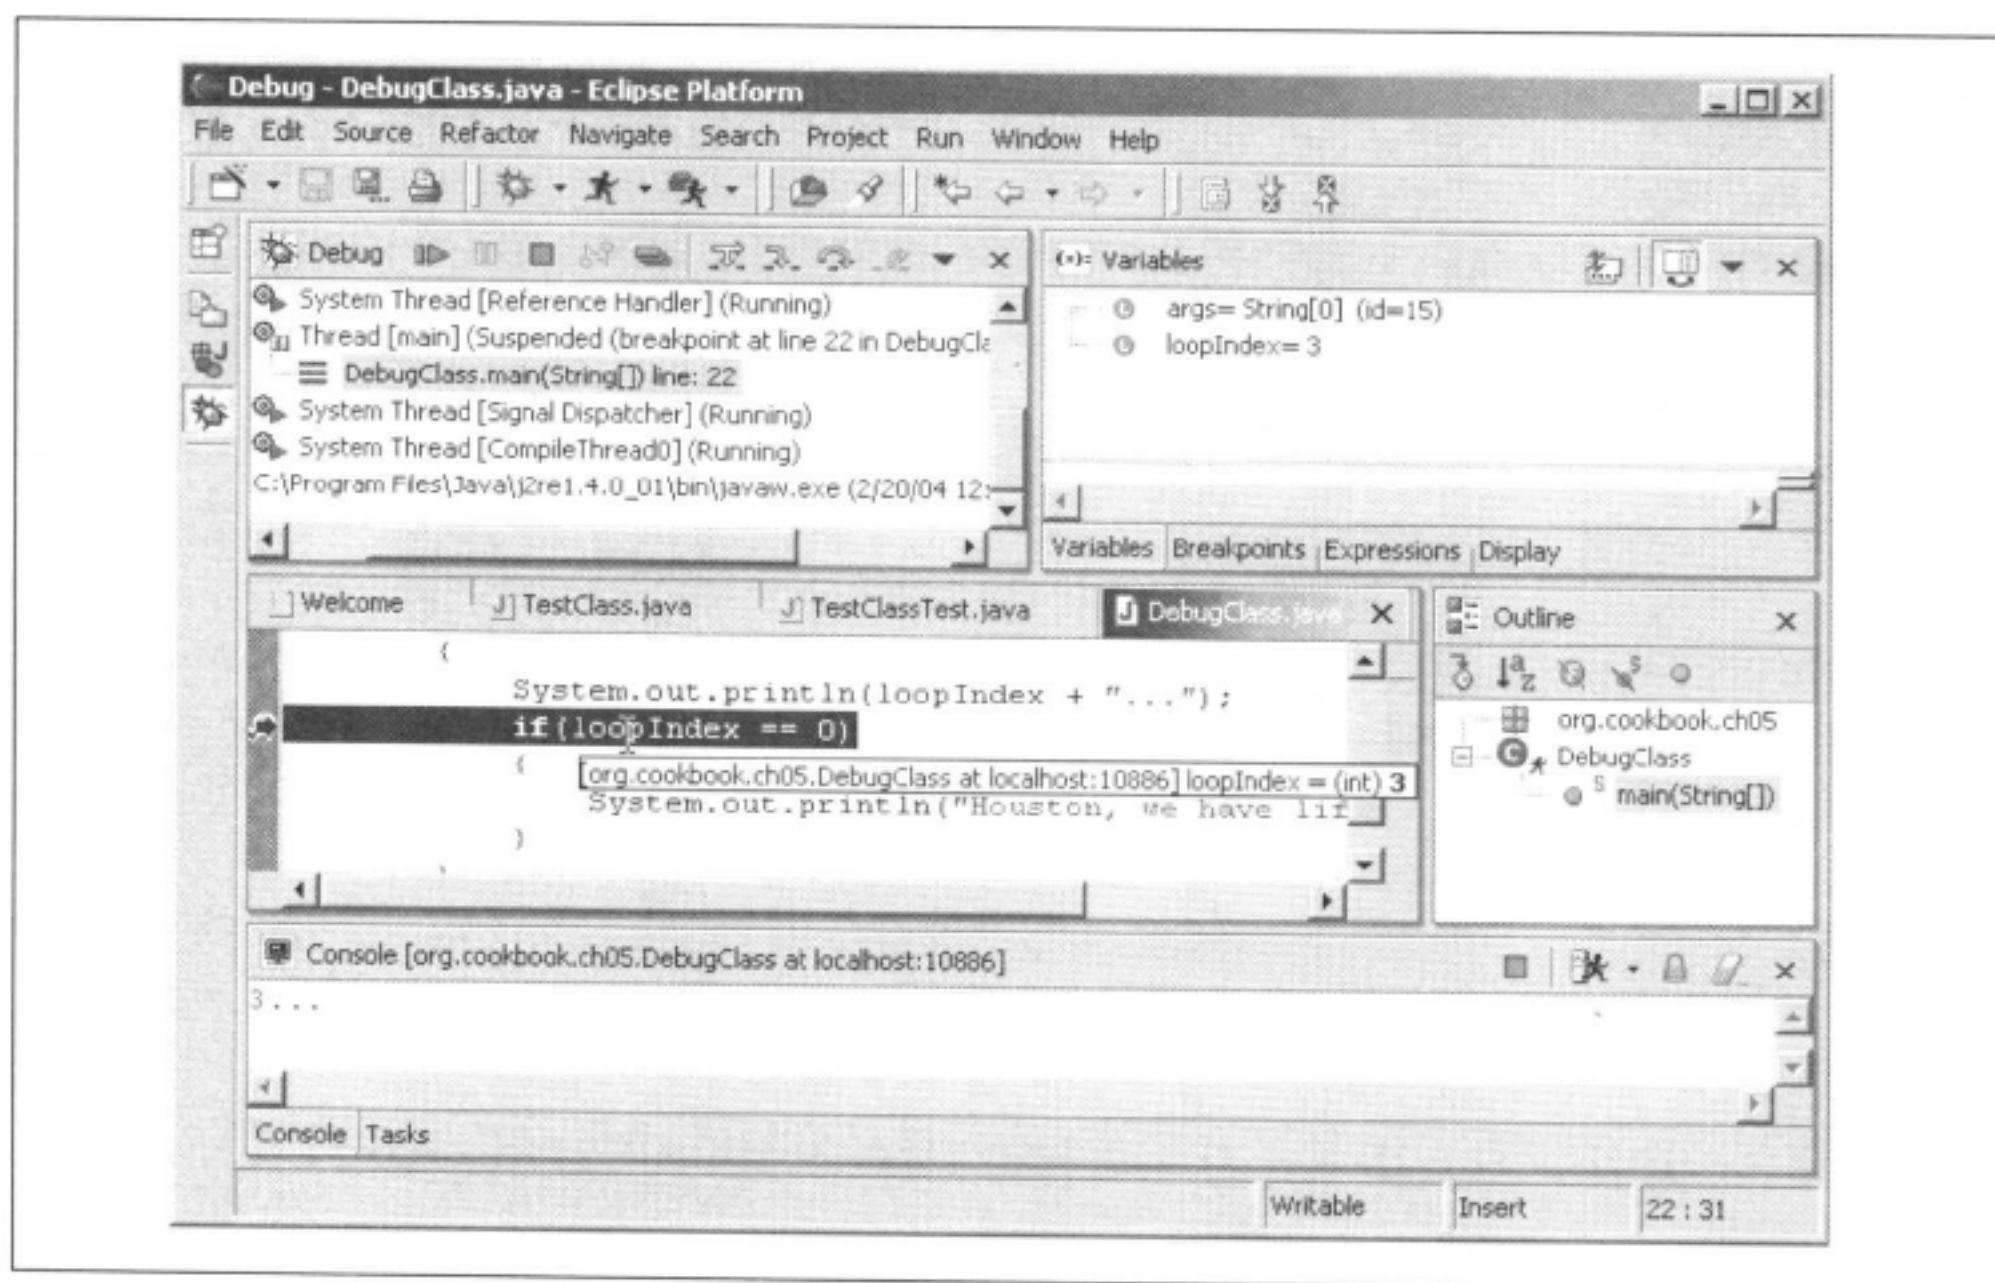 Debug - DebugClass.java - Eclipse Platform
File Edit Source Refactor Navigate Search Project Run Window Help
Debug
System Thread [Reference Handler] (Running)
Thread [main] (Suspended (breakpoint at line 22 in DebugCla
DebugClass.main(String[]) line: 22
System Thread [Signal Dispatcher] (Running)
System Thread [CompileThread0] (Running)
C:\Program Files\Java\j2re1.4.0_01\bin\javaw.exe (2/20/04 12:
(x)= Variables
args= String[0] (id=15)
loopIndex= 3
Variables Breakpoints Expressions Display
Welcome TestClass.java TestClassTest.java DebugClass.java
{
System.out.println(loopIndex + "...");
if(loopIndex == 0)
{
[org.cookbook.ch05.DebugClass at localhost:10886] loopIndex = (int) 3
System.out.println("Houston, we have lif
}
Outline
org.cookbook.ch05
DebugClass
S main(String[])
Console [org.cookbook.ch05.DebugClass at localhost:10886]
3...
Console Tasks
Writable Insert 22 : 31